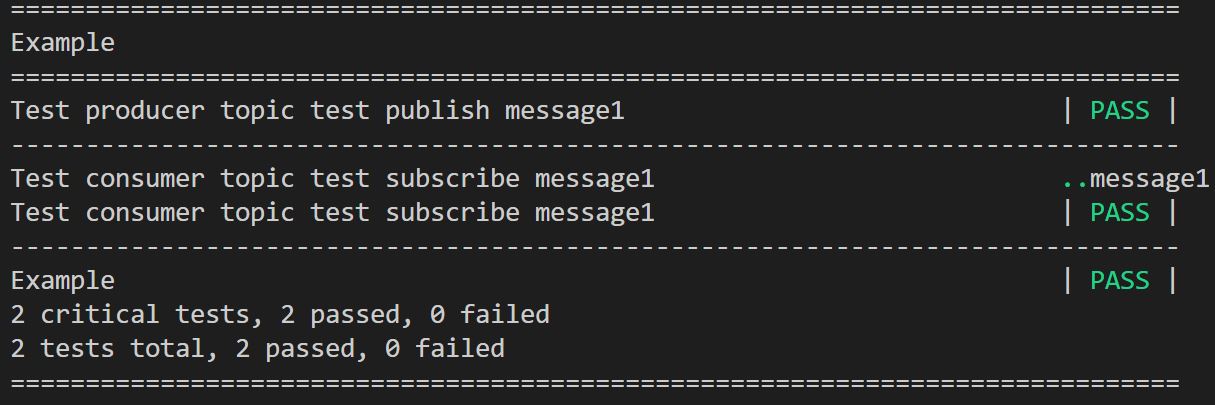 ==============================================================================
Example
==============================================================================
Test producer topic test publish message1                             | PASS |
------------------------------------------------------------------------------
Test consumer topic test subscribe message1                           ..message1
Test consumer topic test subscribe message1                           | PASS |
------------------------------------------------------------------------------
Example                                                               | PASS |
2 critical tests, 2 passed, 0 failed
2 tests total, 2 passed, 0 failed
==============================================================================